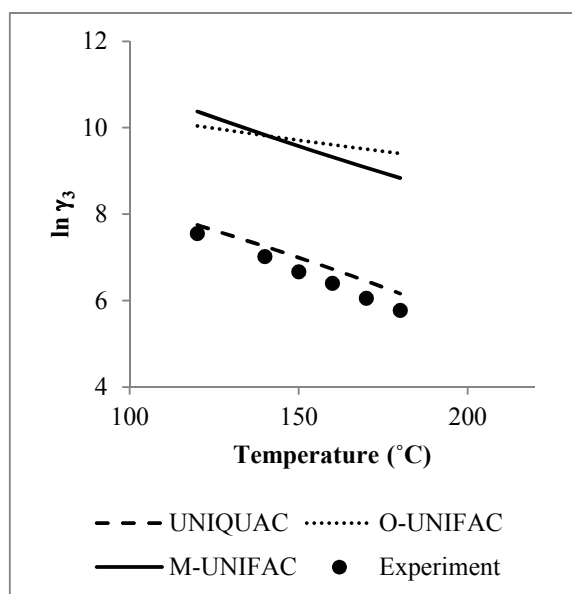 12
10
8
6
4
ln γ3
100 150 200
Temperature (˚C)
UNIQUAC O-UNIFAC
M-UNIFAC Experiment